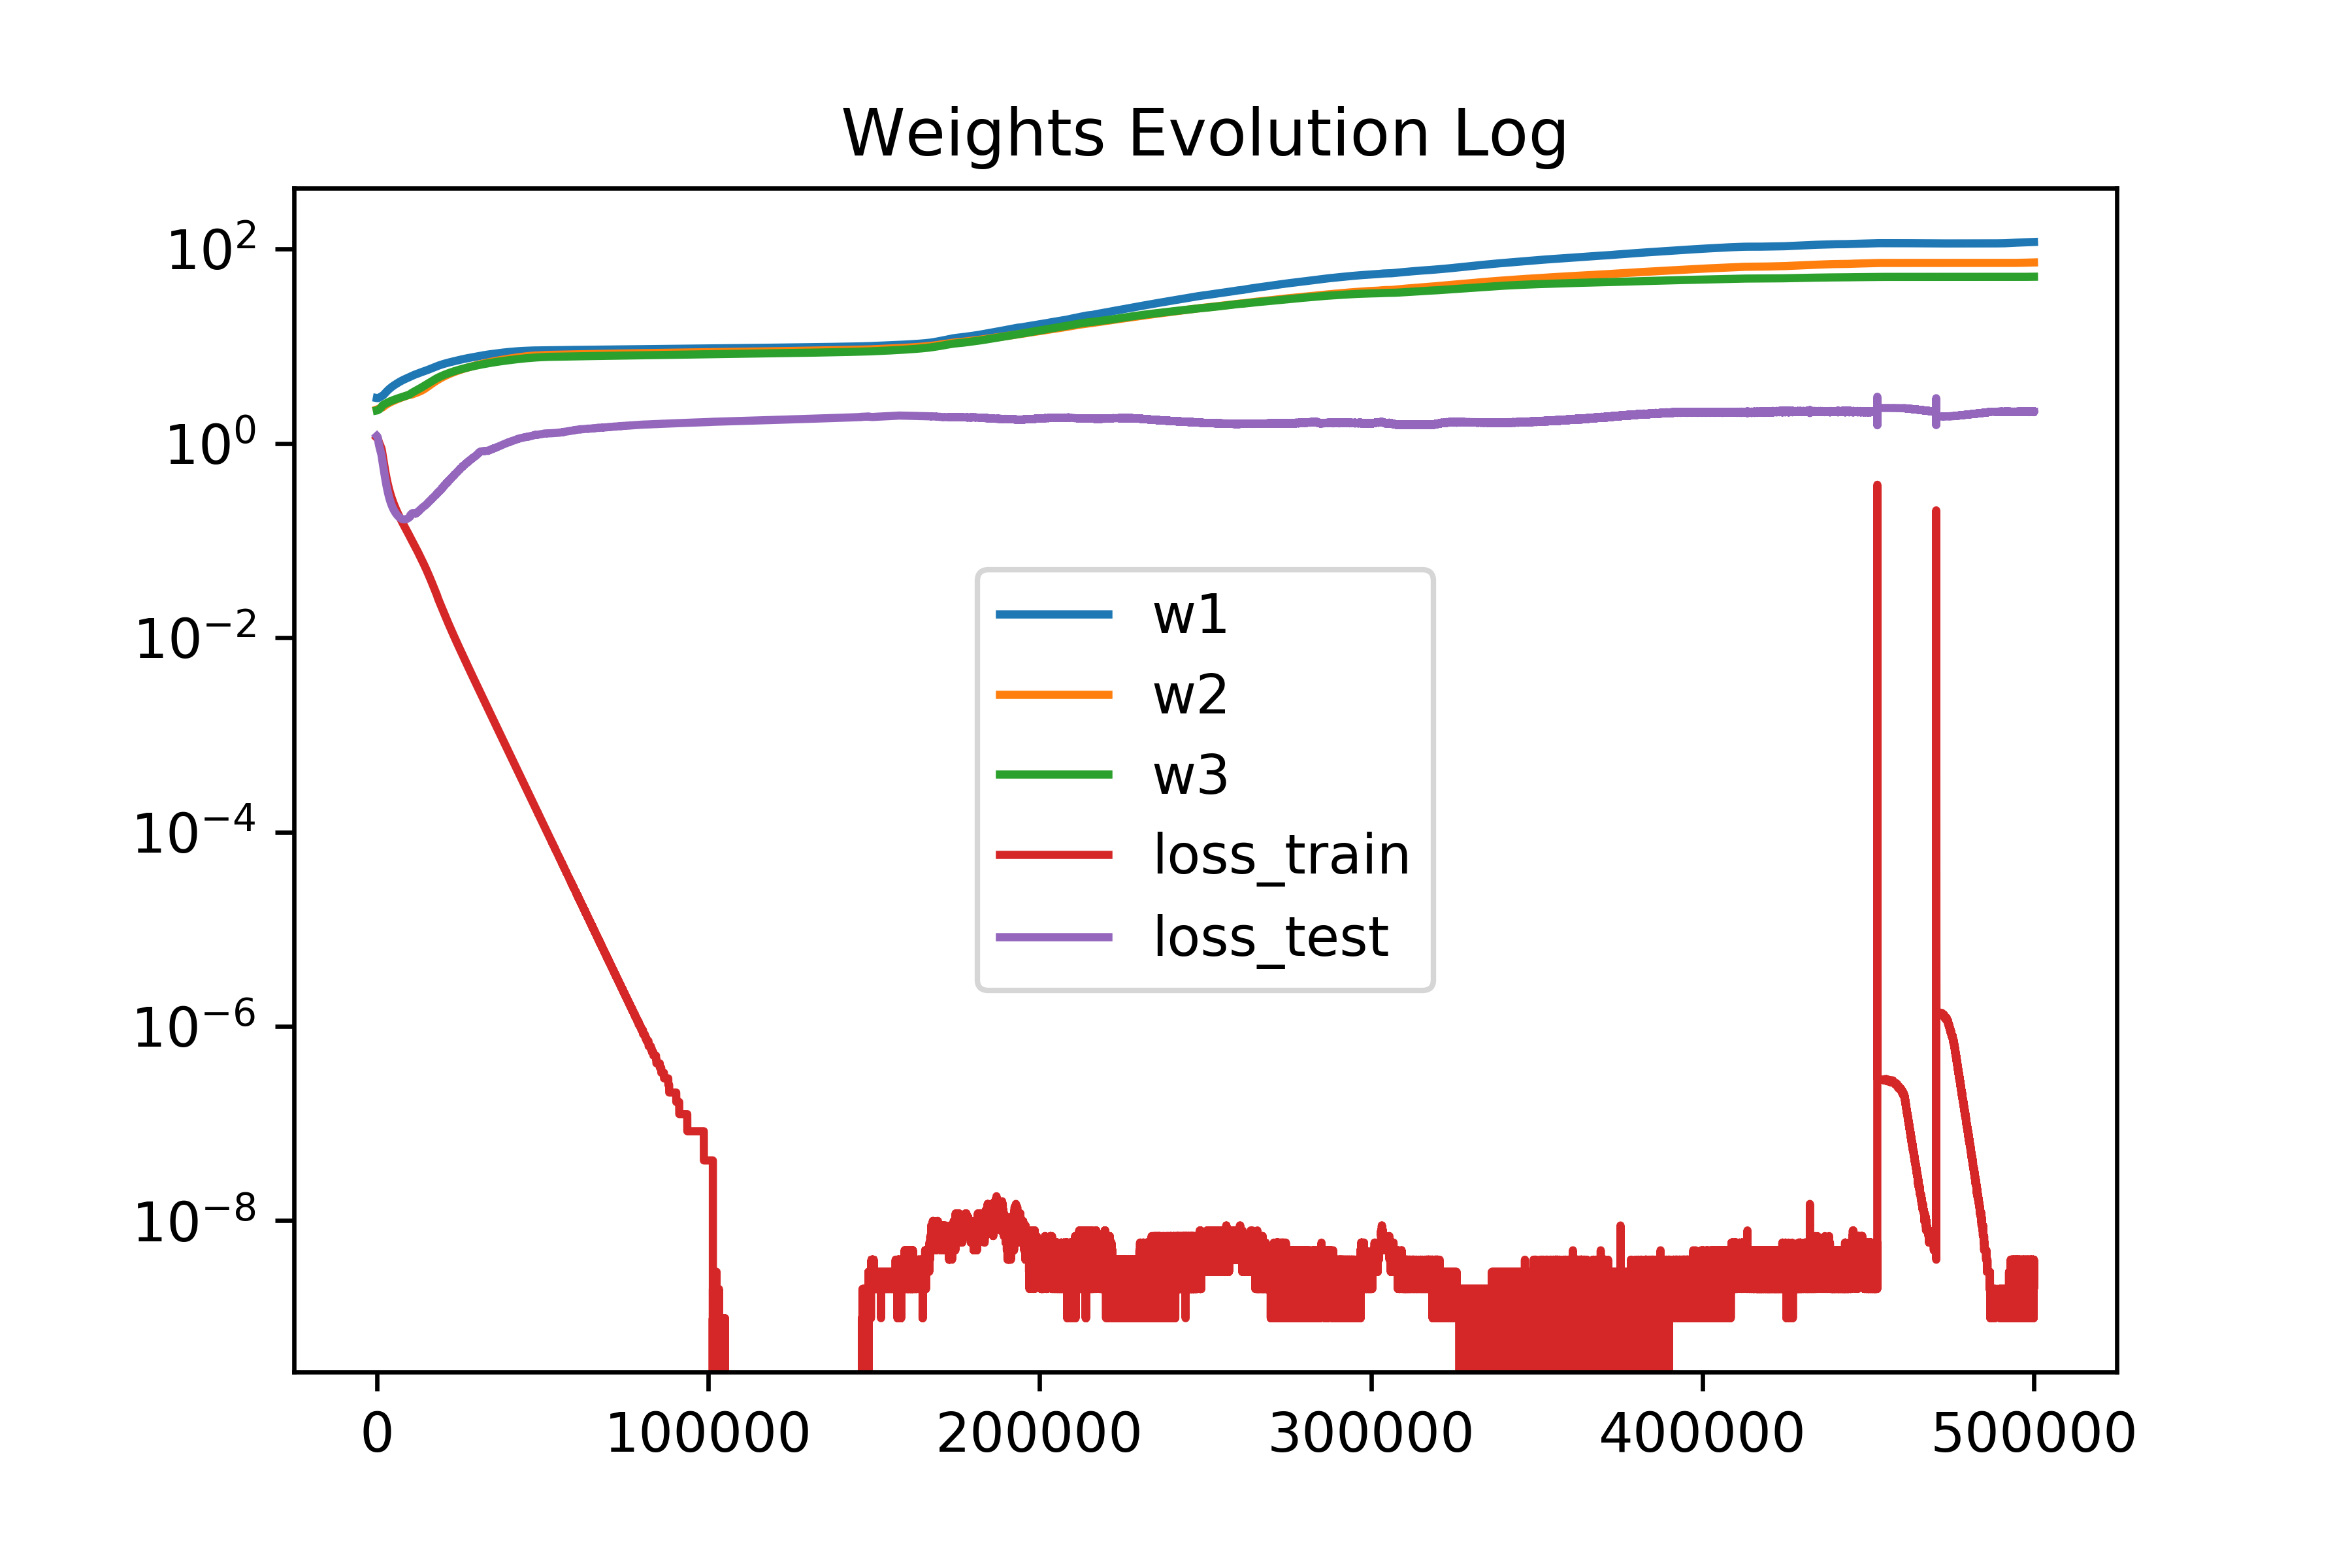 Weights Evolution Log
10²
10⁰
10⁻²
10⁻⁴
10⁻⁶
10⁻⁸
w1
w2
w3
loss_train
loss_test
0 100000 200000 300000 400000 500000